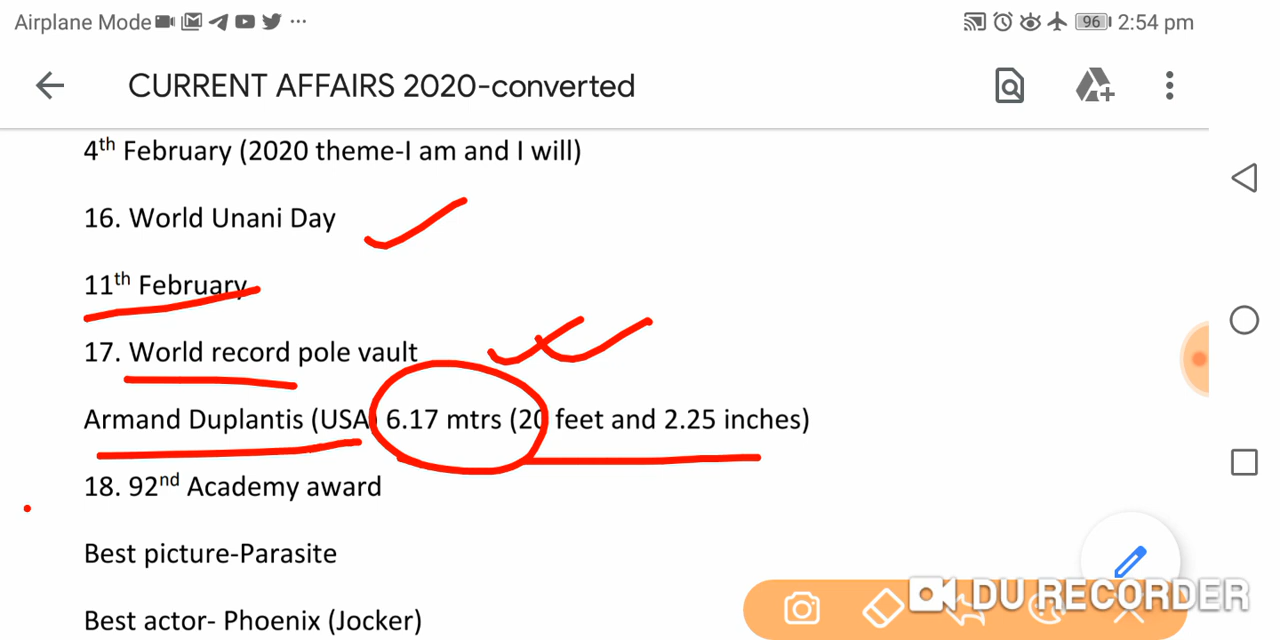 Airplane Mode ... 96 2:54 pm
CURRENT AFFAIRS 2020-converted
4th February (2020 theme-I am and I will)
16. World Unani Day
11th February
17. World record pole vault
Armand Duplantis (USA) 6.17 mtrs (20 feet and 2.25 inches)
18. 92nd Academy award
Best picture-Parasite
Best actor- Phoenix (Jocker)
DU RECORDER